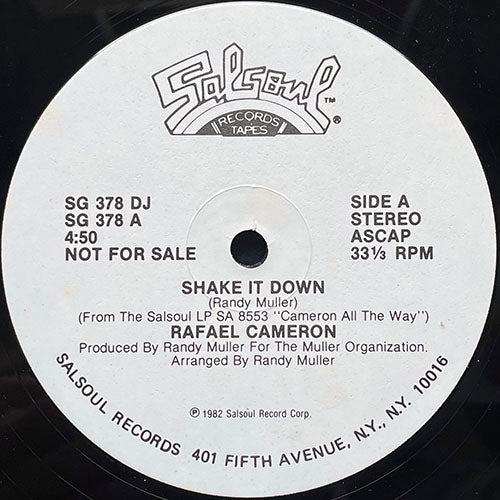 Salsoul TM
RECORDS ®
TAPES
SG 378 DJ
SG 378 A
4:50
NOT FOR SALE
SIDE A
STEREO
ASCAP
33 1/3 RPM
SHAKE IT DOWN
(Randy Muller)
(From The Salsoul LP SA 8553 "Cameron All The Way")
RAFAEL CAMERON
Produced By Randy Muller For The Muller Organization.
Arranged By Randy Muller
℗ 1982 Salsoul Record Corp.
SALSOUL RECORDS 401 FIFTH AVENUE, N.Y., N.Y. 10016